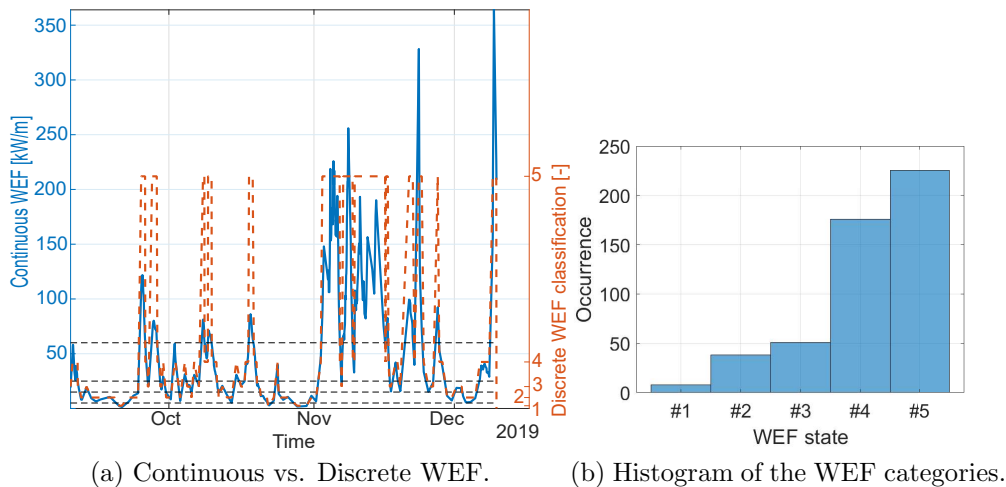 Continuous WEF [kW/m]
350
300
250
200
150
100
50
Oct
Nov
Dec
2019
Time
5
4
3
2
1
Discrete WEF classification [-]
(a) Continuous vs. Discrete WEF.
Occurrence
250
200
150
100
50
0
#1
#2
#3
#4
#5
WEF state
(b) Histogram of the WEF categories.